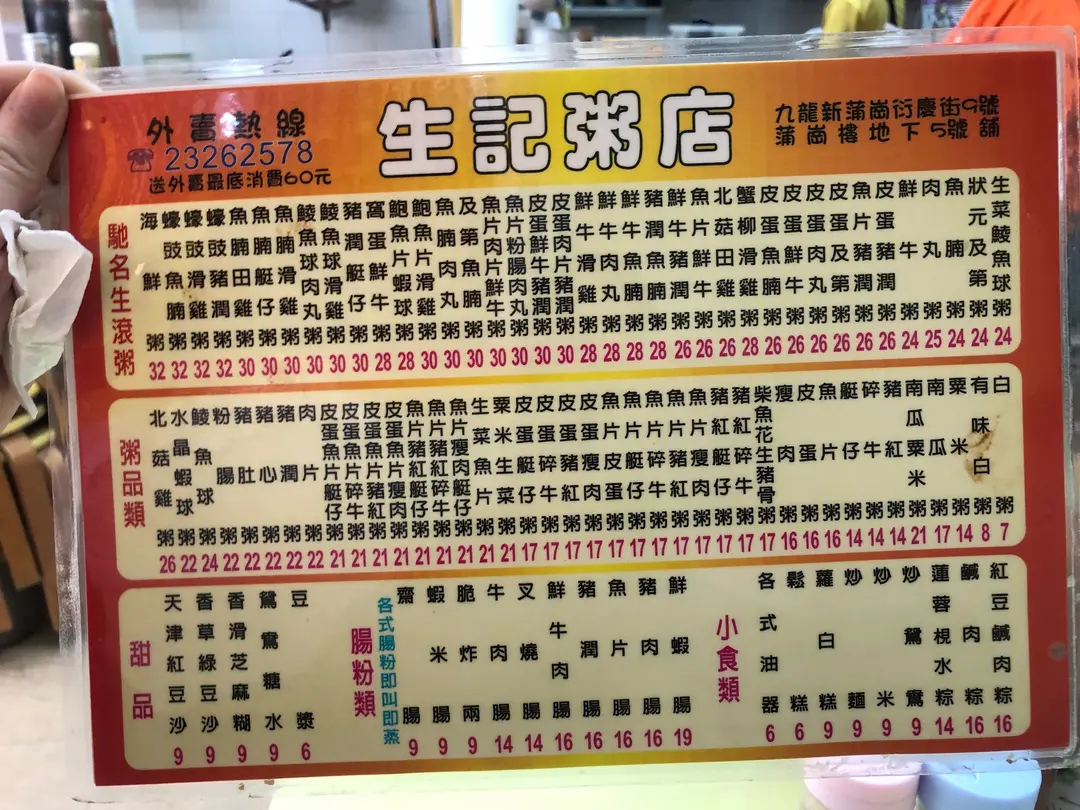 外賣熱線
☎23262578
送外賣最底消費60元
生記粥店
九龍新蒲崗衍慶街9號
蒲崗樓地下5號舖
馳名生滾粥
海鮮粥 32
蠔豉魚腩粥 32
蠔豉滑雞粥 32
蠔豉豬潤粥 32
魚腩田雞粥 30
魚腩艇仔粥 30
魚腩滑雞粥 30
鯪魚球肉丸粥 30
鯪魚球滑雞粥 30
豬潤艇仔粥 30
窩蛋鮮牛粥 28
鮑魚片蝦球粥 28
鮑魚片滑雞粥 30
魚腩肉丸粥 30
及第魚腩粥 30
魚片肉片鮮牛粥 30
魚片粉腸肉丸粥 30
皮蛋鮮牛豬潤粥 30
皮蛋肉片豬潤粥 30
鮮牛滑雞粥 28
鮮牛肉丸粥 28
鮮牛魚腩粥 28
豬潤魚腩粥 28
鮮牛豬潤粥 26
魚片鮮牛粥 26
北菇田雞粥 26
蟹柳滑雞粥 28
皮蛋魚腩粥 26
皮蛋鮮牛粥 26
皮蛋肉丸粥 26
皮蛋及第粥 26
魚片豬潤粥 26
皮蛋豬潤粥 26
鮮牛粥 24
肉丸粥 25
魚腩粥 24
狀元及第粥 24
生菜鯪魚球粥 24
粥品類
北菇雞粥 26
水晶蝦球粥 22
鯪魚球粥 24
粉腸粥 22
豬肚粥 22
豬心粥 22
豬潤粥 22
肉片粥 22
皮蛋魚片艇仔粥 21
皮蛋魚片碎牛粥 21
皮蛋魚片豬紅粥 21
皮蛋魚片瘦肉粥 21
魚片豬紅艇仔粥 21
魚片豬紅碎牛粥 21
魚片瘦肉艇仔粥 21
生菜魚片粥 21
粟米生菜粥 21
皮蛋艇仔粥 17
皮蛋碎牛粥 17
皮蛋豬紅粥 17
皮蛋瘦肉粥 17
魚片皮蛋粥 17
魚片艇仔粥 17
魚片碎牛粥 17
魚片豬紅粥 17
魚片瘦肉粥 17
豬紅艇仔粥 17
豬紅碎牛粥 17
柴魚花生豬骨粥 17
瘦肉粥 16
皮蛋粥 16
魚片粥 16
艇仔粥 14
碎牛粥 14
豬紅粥 14
南瓜粟米粥 21
南瓜粥 17
粟米粥 14
有味白粥 8
白粥 7
甜品
天津紅豆沙 9
香草綠豆沙 9
香滑芝麻糊 9
鴛鴦糖水 9
豆漿 6
腸粉類
各式腸粉即叫即蒸
齋腸 9
蝦米腸 9
脆炸兩 9
牛肉腸 14
叉燒腸 14
鮮牛肉腸 16
豬潤腸 16
魚片腸 16
豬肉腸 16
鮮蝦腸 19
小食類
各式油器 6
鬆糕 6
蘿白糕 9
炒麵 9
炒米 9
炒鴛鴦 9
蓮蓉梘水粽 14
鹹肉粽 16
紅豆鹹肉粽 16